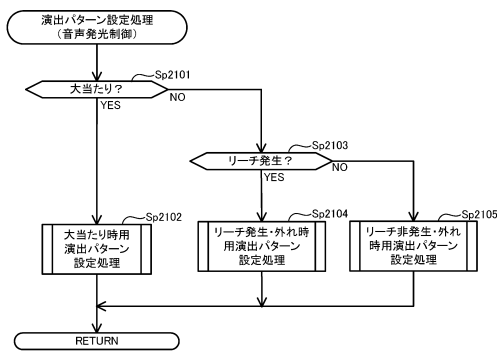 演出パターン設定処理
（音声発光制御）
Sp2101
大当たり？
NO
YES
Sp2103
リーチ発生？
NO
YES
Sp2102
大当たり時用
演出パターン
設定処理
Sp2104
リーチ発生・外れ時
用演出パターン
設定処理
Sp2105
リーチ非発生・外れ
時用演出パターン
設定処理
RETURN